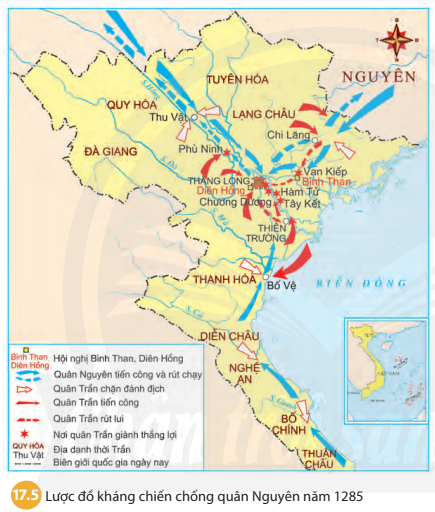 NGUYÊN
TUYÊN HÓA
QUY HÓA
LẠNG CHÂU
Thu Vật
Chi Lăng
ĐÀ GIANG
Phù Ninh
S. Đà
Vạn Kiếp
THĂNG LONG
Bình Than
Diên Hồng
Hàm Tử
Chương Dương
Tây Kết
THIÊN
TRƯỜNG
THANH HÓA
BIỂN ĐÔNG
Bố Vệ
S. Cả
DIỄN CHÂU
NGHỆ
AN
S. Gianh
BỐ
CHÍNH
THUẬN
CHÂU
VIỆT NAM
Bình Than
Diên Hồng
Hội nghị Bình Than, Diên Hồng
Quân Nguyên tiến công và rút chạy
Quân Trần chặn đánh địch
Quân Trần tiến công
Quân Trần rút lui
Nơi quân Trần giành thắng lợi
QUY HÓA
Thu Vật
Địa danh thời Trần
Biên giới quốc gia ngày nay
17.5 Lược đồ kháng chiến chống quân Nguyên năm 1285